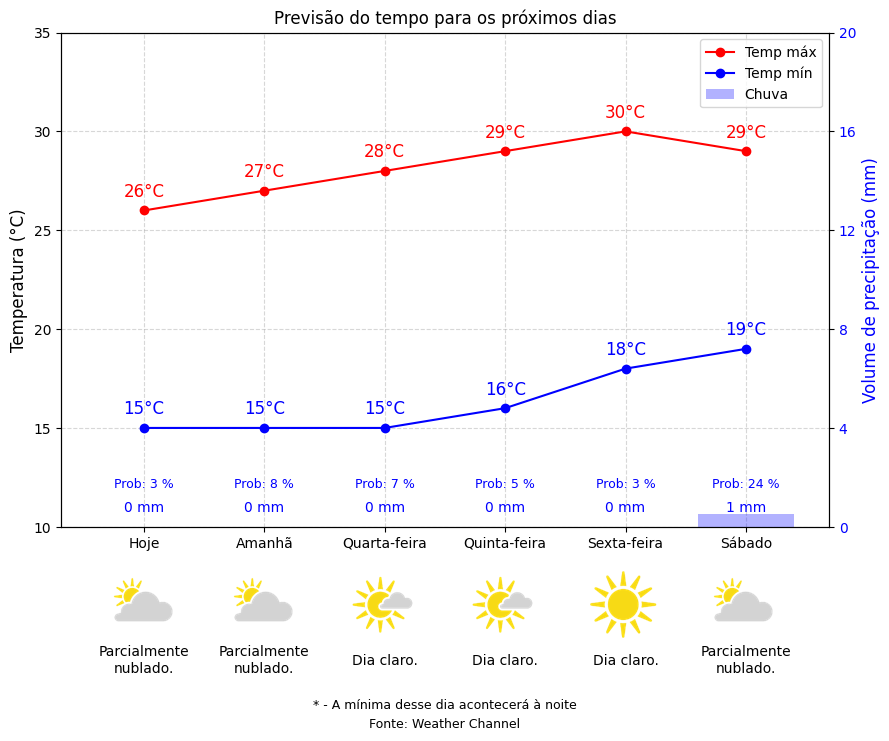 Previsão do tempo para os próximos dias
35
30
25
20
15
10
Temperatura (°C)
20
16
12
8
4
0
Volume de precipitação (mm)
Temp máx
Temp mín
Chuva
26°C
27°C
28°C
29°C
30°C
29°C
15°C
15°C
15°C
16°C
18°C
19°C
Prob: 3 %
Prob: 8 %
Prob: 7 %
Prob: 5 %
Prob: 3 %
Prob: 24 %
0 mm
0 mm
0 mm
0 mm
0 mm
1 mm
Hoje
Amanhã
Quarta-feira
Quinta-feira
Sexta-feira
Sábado
Parcialmente
nublado.
Parcialmente
nublado.
Dia claro.
Dia claro.
Dia claro.
Parcialmente
nublado.
* - A mínima desse dia acontecerá à noite
Fonte: Weather Channel